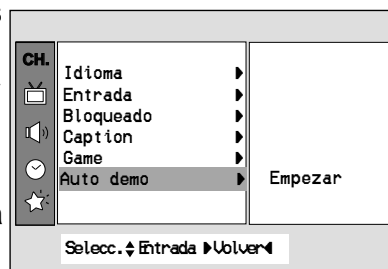 s
CH.
Idioma
Entrada
Bloqueado
Caption
Game
Auto demo Empezar
a
Selecc. Entrada Volver